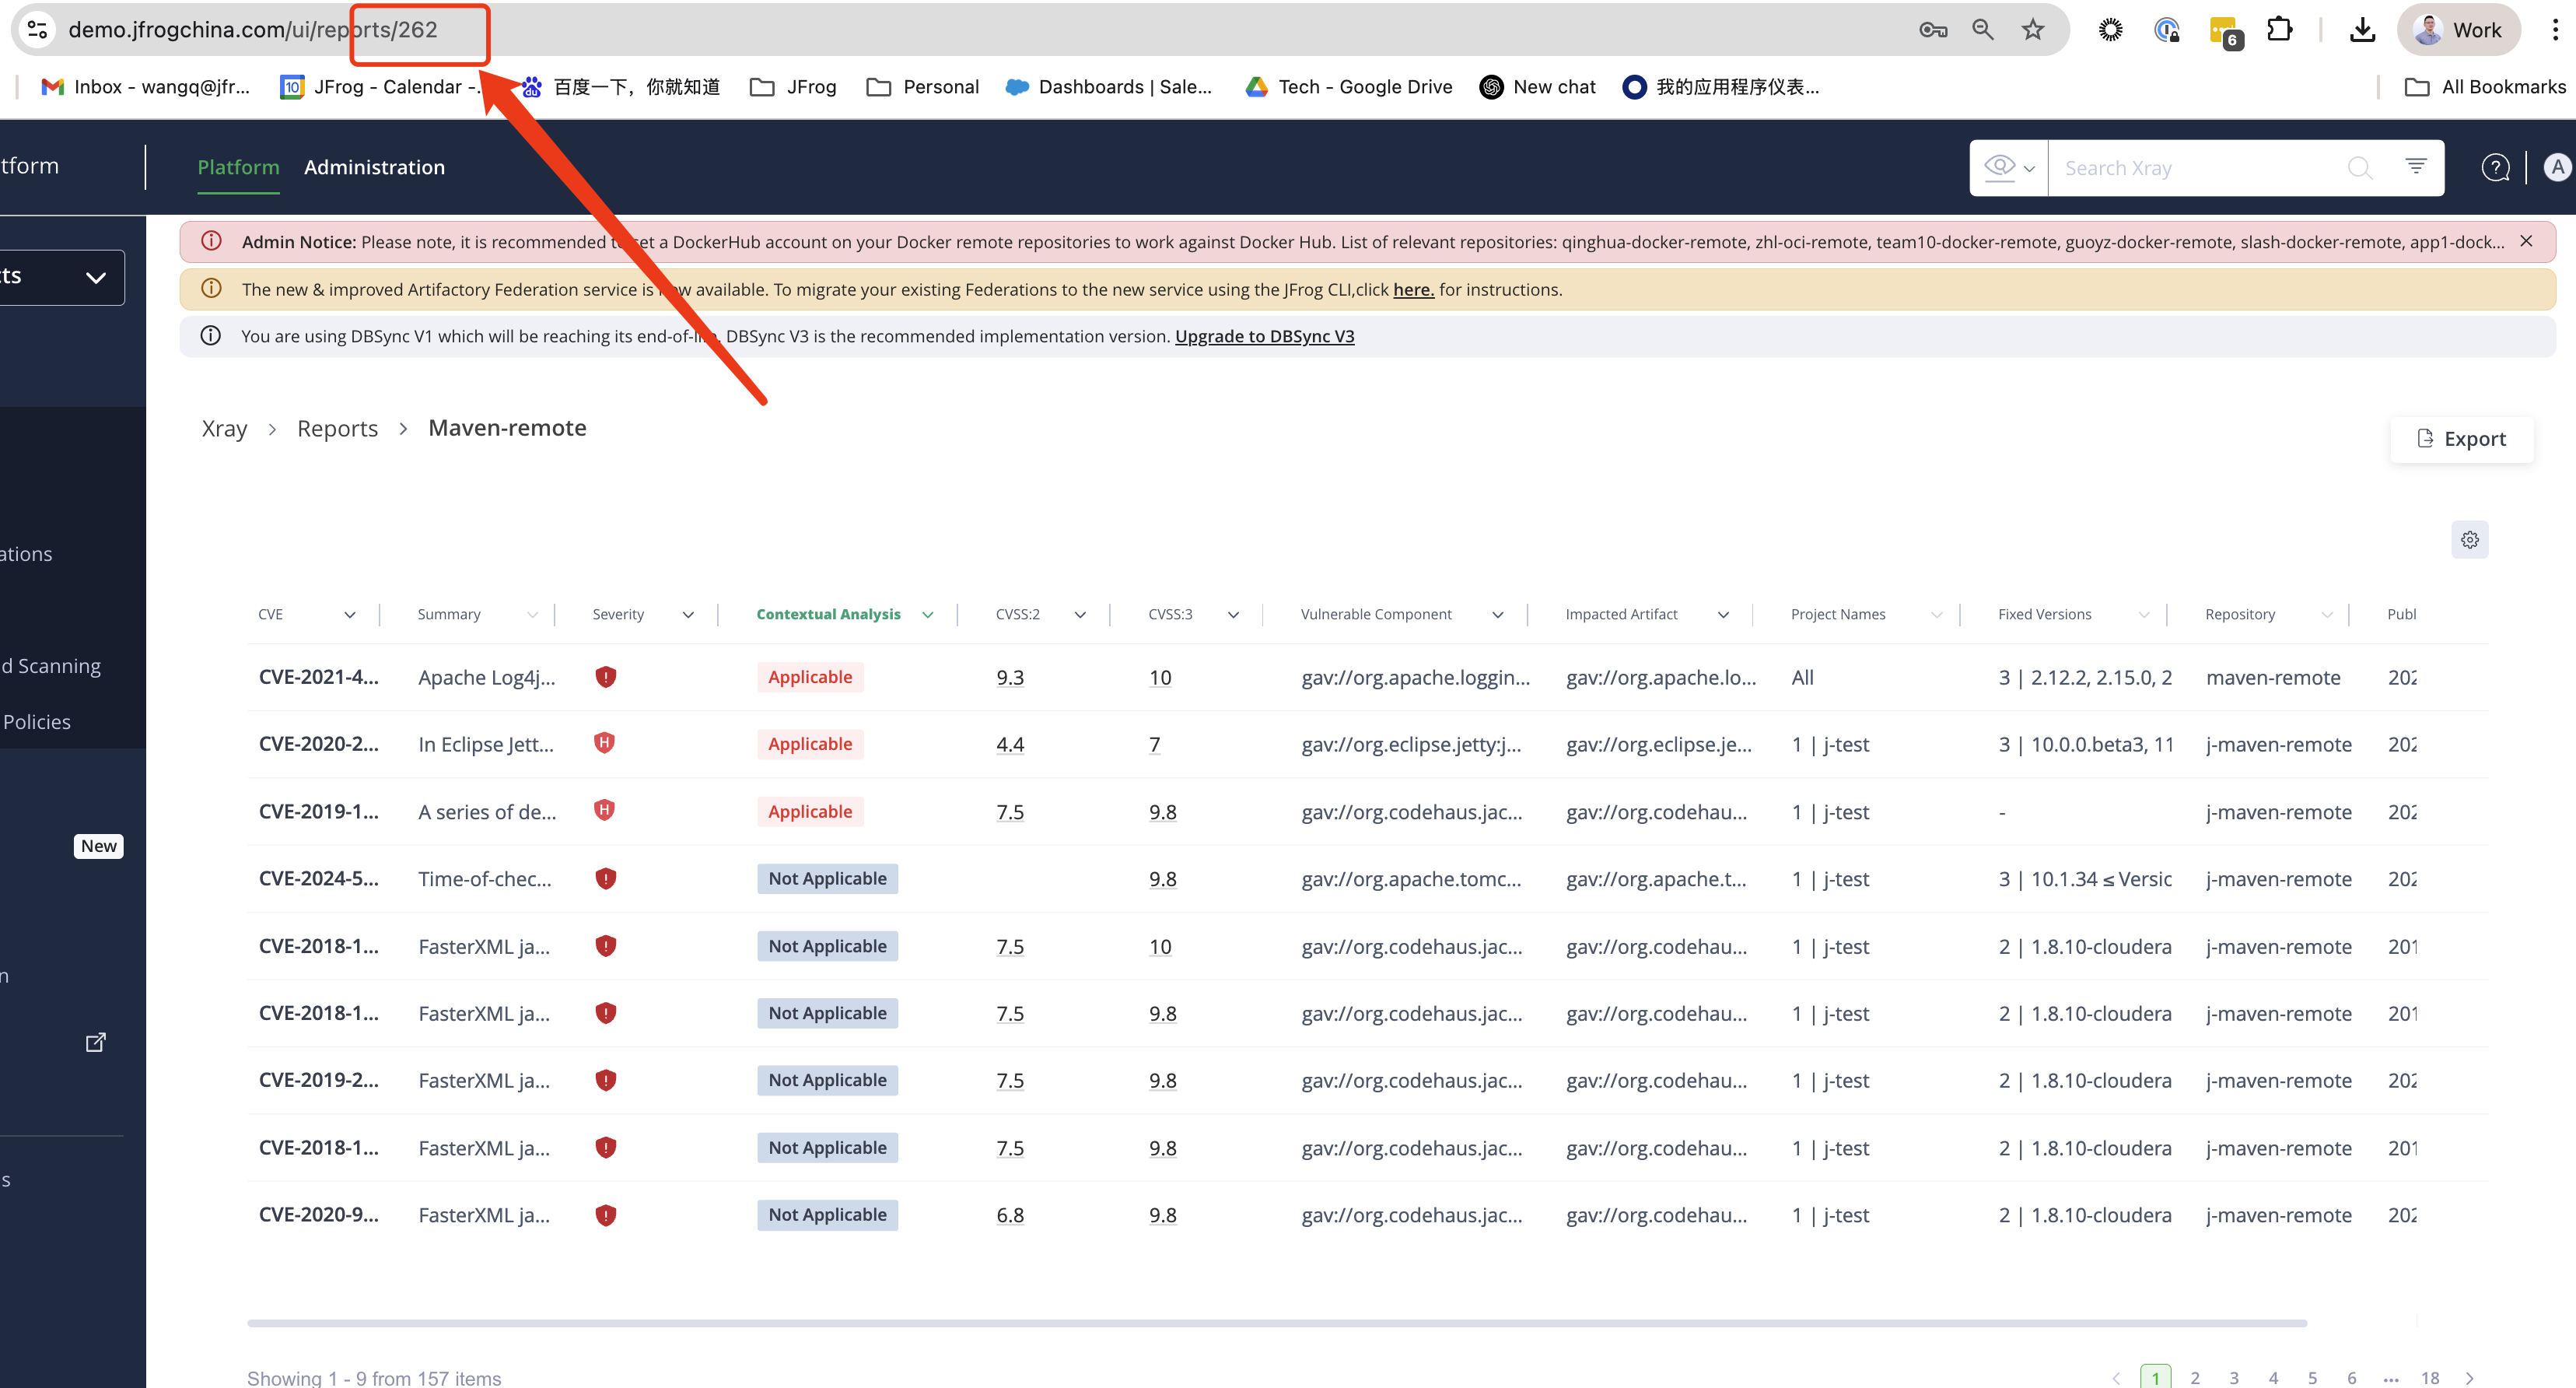 demo.jfrogchina.com/ui/reports/262
6
Work
Inbox - wangq@jfr...
10
JFrog - Calendar -
百度一下，你就知道
JFrog
Personal
Dashboards | Sale...
Tech - Google Drive
New chat
我的应用程序仪表...
All Bookmarks
tform
Platform
Administration
Search Xray
A
Admin Notice: Please note, it is recommended to set a DockerHub account on your Docker remote repositories to work against Docker Hub. List of relevant repositories: qinghua-docker-remote, zhl-oci-remote, team10-docker-remote, guoyz-docker-remote, slash-docker-remote, app1-dock...
The new & improved Artifactory Federation service is now available. To migrate your existing Federations to the new service using the JFrog CLI,click here. for instructions.
You are using DBSync V1 which will be reaching its end-of-life. DBSync V3 is the recommended implementation version. Upgrade to DBSync V3
ts
ations
d Scanning
Policies
New
n
s
Xray > Reports > Maven-remote
Export
CVE Summary Severity Contextual Analysis CVSS:2 CVSS:3 Vulnerable Component Impacted Artifact Project Names Fixed Versions Repository Publ
CVE-2021-4... Apache Log4j... Applicable 9.3 10 gav://org.apache.loggin... gav://org.apache.lo... All 3 | 2.12.2, 2.15.0, 2 maven-remote 202
CVE-2020-2... In Eclipse Jett... H Applicable 4.4 7 gav://org.eclipse.jetty:j... gav://org.eclipse.je... 1 | j-test 3 | 10.0.0.beta3, 11 j-maven-remote 202
CVE-2019-1... A series of de... H Applicable 7.5 9.8 gav://org.codehaus.jac... gav://org.codehau... 1 | j-test - j-maven-remote 202
CVE-2024-5... Time-of-chec... Not Applicable 9.8 gav://org.apache.tomc... gav://org.apache.t... 1 | j-test 3 | 10.1.34 ≤ Versic j-maven-remote 202
CVE-2018-1... FasterXML ja... Not Applicable 7.5 10 gav://org.codehaus.jac... gav://org.codehau... 1 | j-test 2 | 1.8.10-cloudera j-maven-remote 201
CVE-2018-1... FasterXML ja... Not Applicable 7.5 9.8 gav://org.codehaus.jac... gav://org.codehau... 1 | j-test 2 | 1.8.10-cloudera j-maven-remote 201
CVE-2019-2... FasterXML ja... Not Applicable 7.5 9.8 gav://org.codehaus.jac... gav://org.codehau... 1 | j-test 2 | 1.8.10-cloudera j-maven-remote 202
CVE-2018-1... FasterXML ja... Not Applicable 7.5 9.8 gav://org.codehaus.jac... gav://org.codehau... 1 | j-test 2 | 1.8.10-cloudera j-maven-remote 201
CVE-2020-9... FasterXML ja... Not Applicable 6.8 9.8 gav://org.codehaus.jac... gav://org.codehau... 1 | j-test 2 | 1.8.10-cloudera j-maven-remote 202
Showing 1 - 9 from 157 items
< 1 2 3 4 5 6 ... 18 >